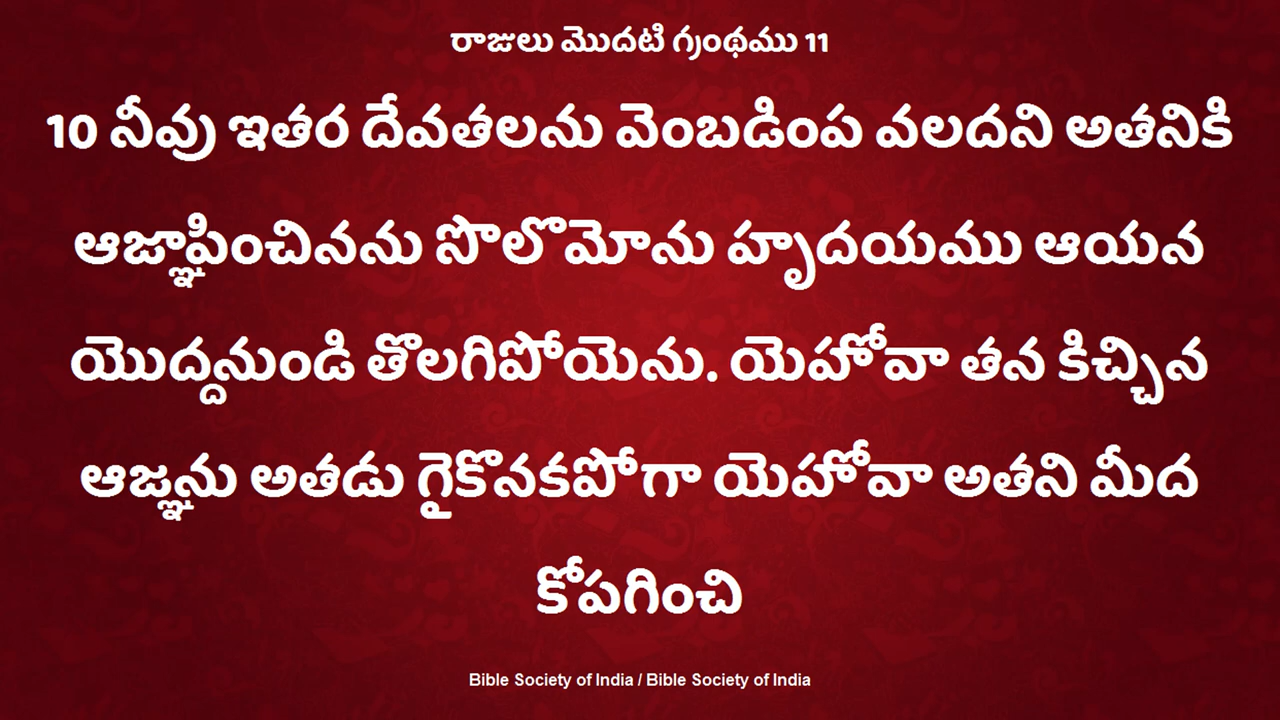 రాజులు మొదటి గ్రంథము 11
10 నీవు ఇతర దేవతలను వెంబడింప వలదని అతనికి
ఆజ్ఞాపించినను సొలొమోను హృదయము ఆయన
యొద్దనుండి తొలగిపోయెను. యెహోవా తన కిచ్చిన
ఆజ్ఞను అతడు గైకొనకపోగా యెహోవా అతని మీద
కోపగించి
Bible Society of India / Bible Society of India